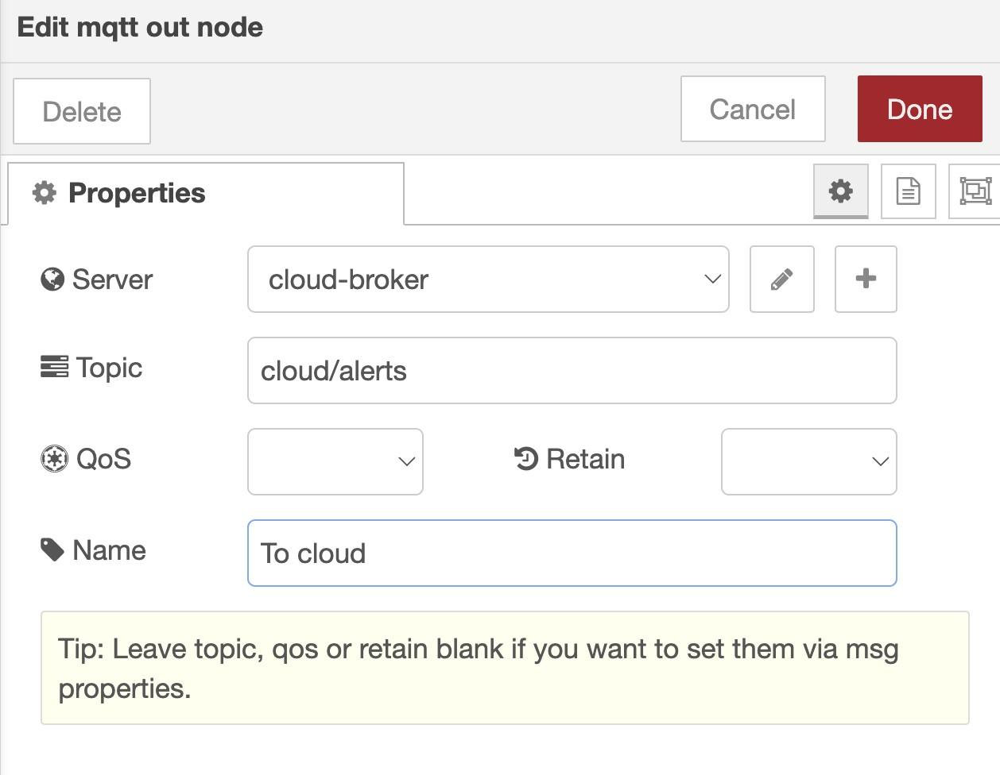 Edit mqtt out node
Delete
Cancel
Done
Properties
Server
cloud-broker
Topic
cloud/alerts
QoS
Retain
Name
To cloud
Tip: Leave topic, qos or retain blank if you want to set them via msg
properties.